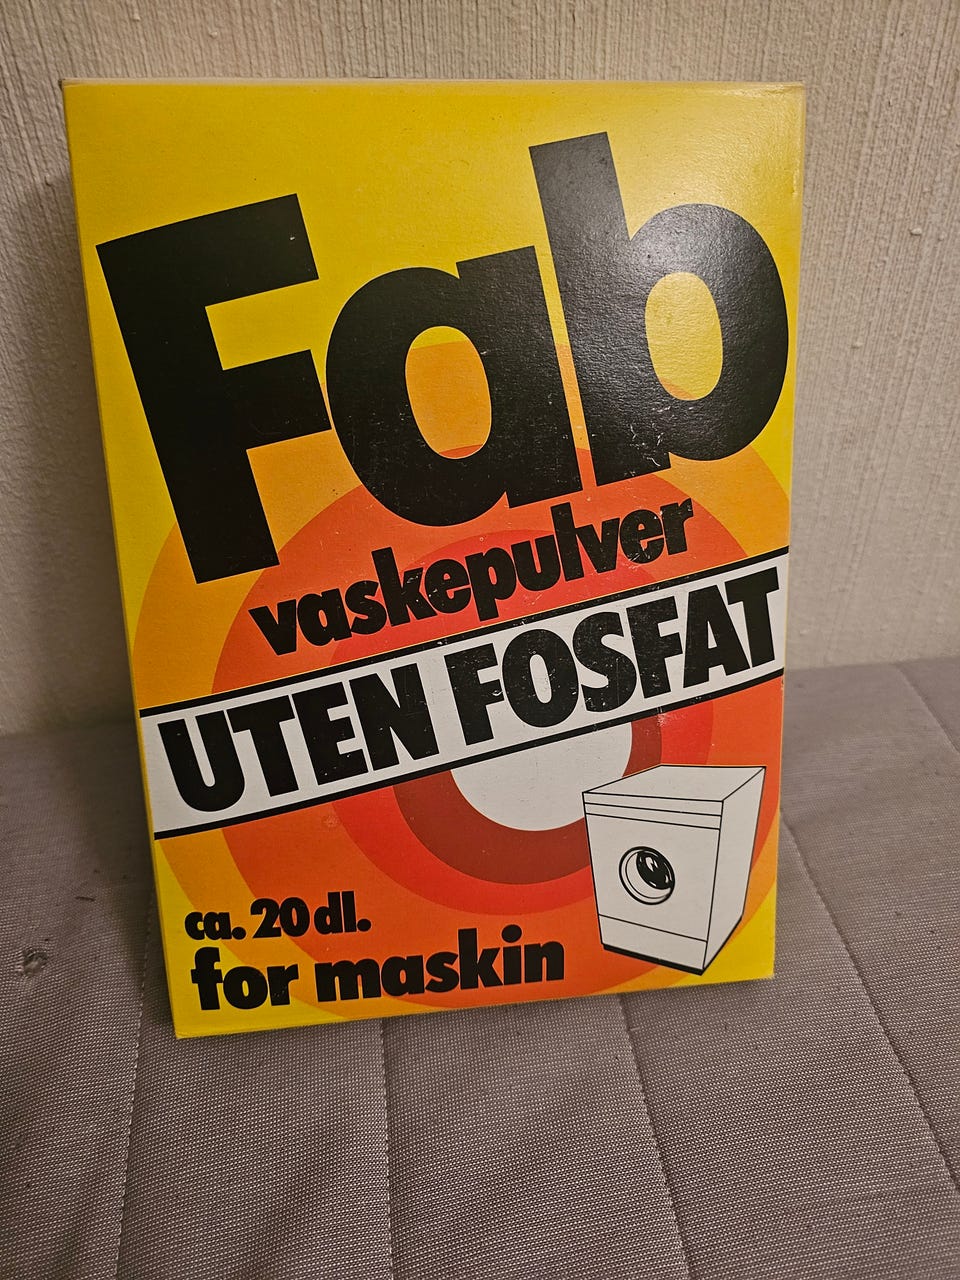 Fab
vaskepulver
UTEN FOSFAT
ca. 20 dl.
for maskin